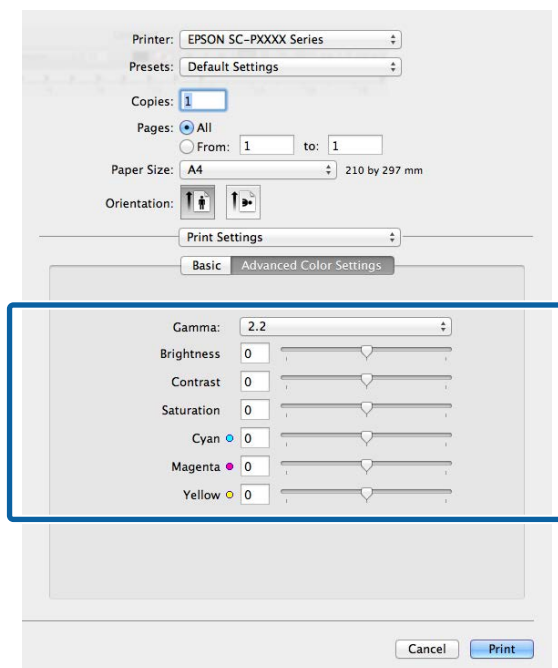 Printer: EPSON SC-PXXXX Series
Presets: Default Settings
Copies: 1
Pages: All
From: 1 to: 1
Paper Size: A4 210 by 297 mm
Orientation:
Print Settings
Basic Advanced Color Settings
Gamma: 2.2
Brightness 0
Contrast 0
Saturation 0
Cyan 0
Magenta 0
Yellow 0
Cancel Print